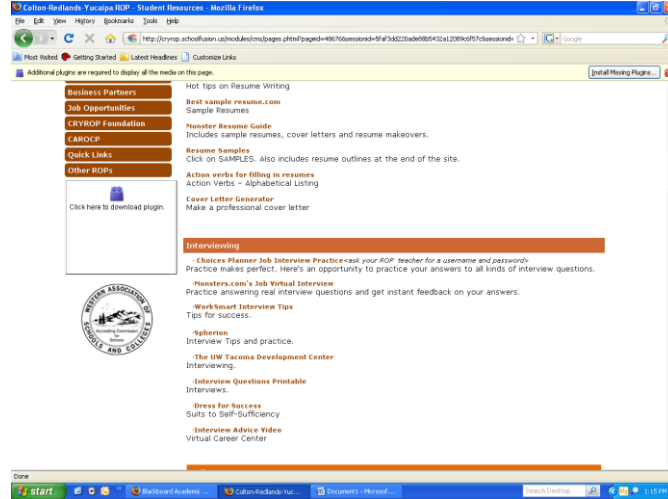 Colton-Redlands-Yucaipa ROP - Student Resources - Mozilla Firefox
File Edit View History Bookmarks Tools Help
Google
Most Visited Getting Started Latest Headlines Customize Links
Additional plugins are required to display all the media on this page.
Install Missing Plugins...
Business Partners
Job Opportunities
CRYROP Foundation
CAROCP
Quick Links
Other ROPs
Click here to download plugin.
WESTERN ASSOCIATION OF SCHOOLS AND COLLEGES
Accrediting Commission for Schools
Hot tips on Resume Writing
Best sample resume.com
Sample Resumes
Monster Resume Guide
Includes sample resumes, cover letters and resume makeovers.
Resume Samples
Click on SAMPLES. Also includes resume outlines at the end of the site.
Action verbs for filling in resumes
Action Verbs – Alphabetical Listing
Cover Letter Generator
Make a professional cover letter
Interviewing
· Choices Planner Job Interview Practice<ask your ROP teacher for a username and password>
Practice makes perfect. Here's an opportunity to practice your answers to all kinds of interview questions.
·Monsters.com's Job Virtual Interview
Practice answering real interview questions and get instant feedback on your answers.
·WorkSmart Interview Tips
Tips for success.
·Spherion
Interview Tips and practice.
·The UW Tacoma Development Center
Interviewing.
·Interview Questions Printable
Interviews.
·Dress for Success
Suits to Self-Sufficiency
·Interview Advice Video
Virtual Career Center
Done
start
Blackboard Academic ...
Colton-Redlands-Yuc...
Document1 - Microsof...
Search Desktop
1:15 PM